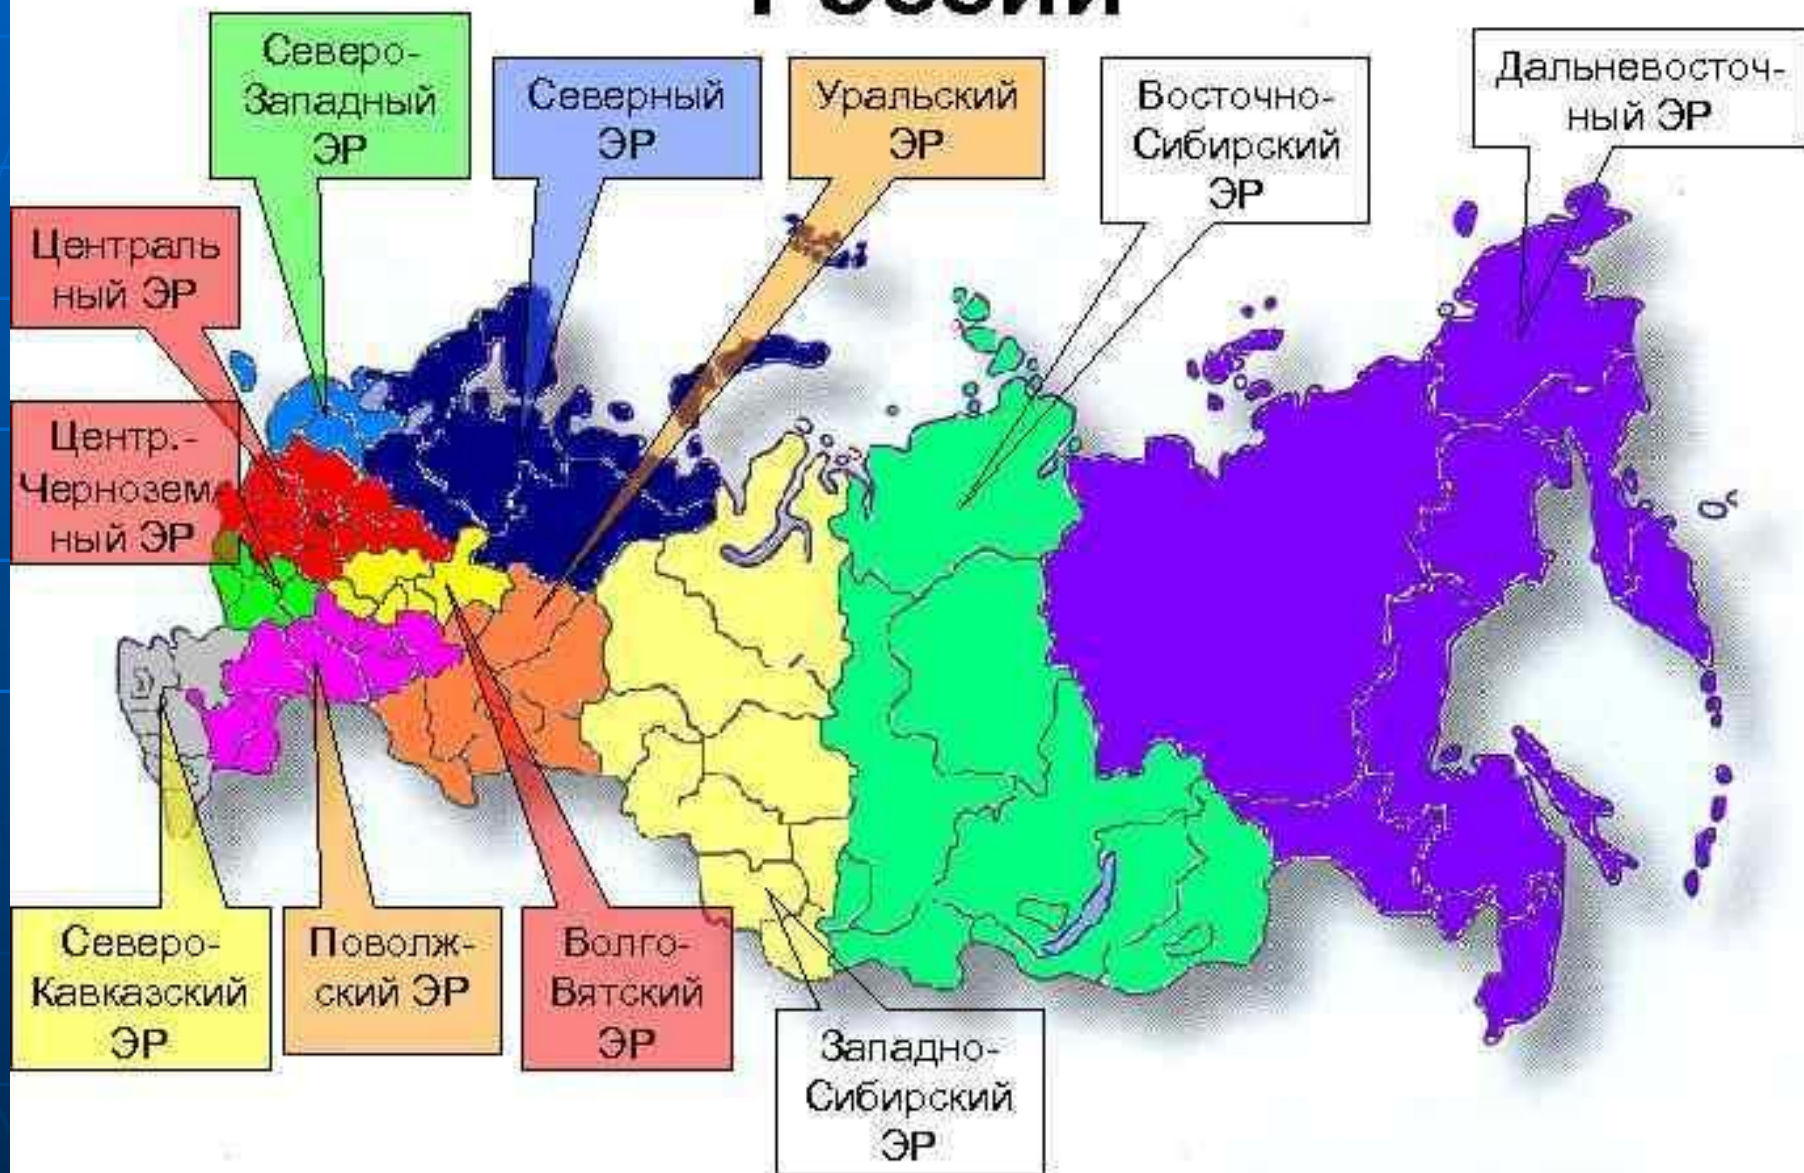 России
Северо-
Западный
ЭР
Северный
ЭР
Уральский
ЭР
Восточно-
Сибирский
ЭР
Дальневосточ-
ный ЭР
Централь
ный ЭР
Центр.-
Чернозем
ный ЭР
Северо-
Кавказский
ЭР
Поволж-
ский ЭР
Волго-
Вятский
ЭР
Западно-
Сибирский
ЭР